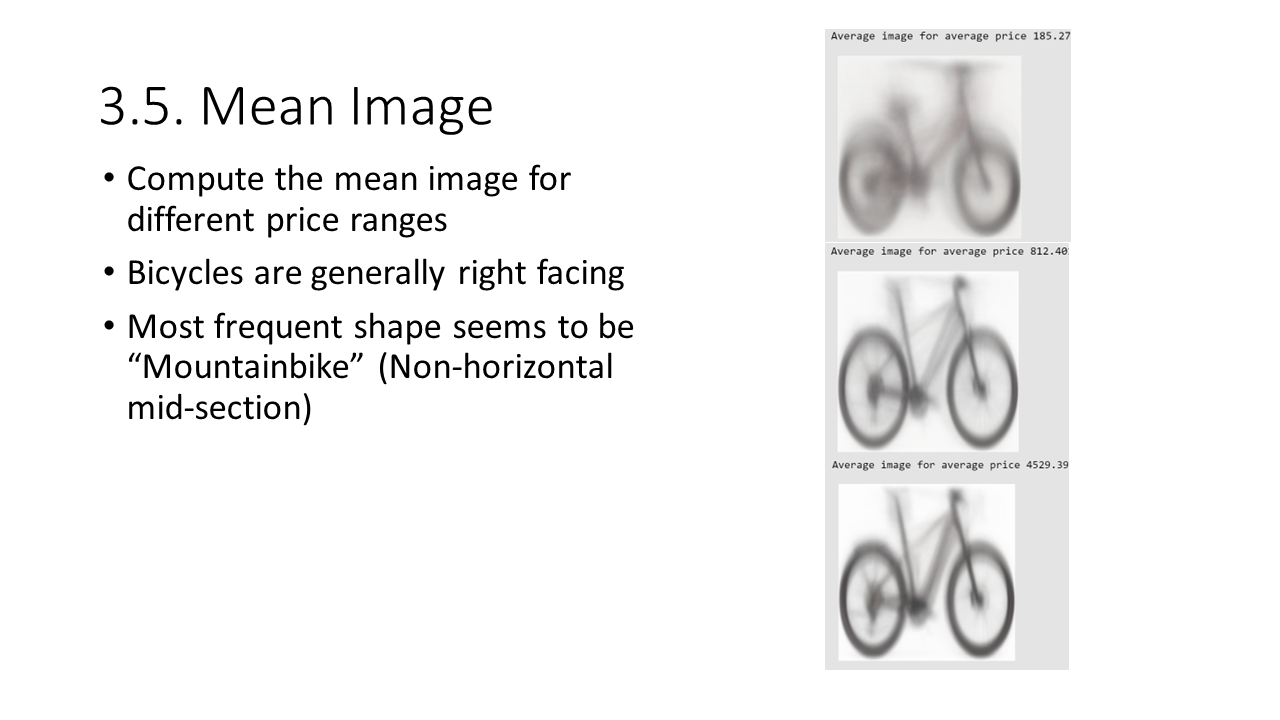 3.5. Mean Image
• Compute the mean image for
different price ranges
• Bicycles are generally right facing
• Most frequent shape seems to be
“Mountainbike” (Non-horizontal
mid-section)
Average image for average price 185.27
Average image for average price 812.40
Average image for average price 4529.39